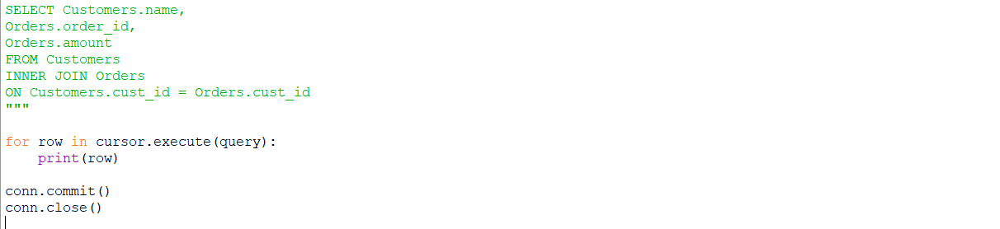 SELECT Customers.name,
Orders.order_id,
Orders.amount
FROM Customers
INNER JOIN Orders
ON Customers.cust_id = Orders.cust_id
"""

for row in cursor.execute(query):
    print(row)

conn.commit()
conn.close()